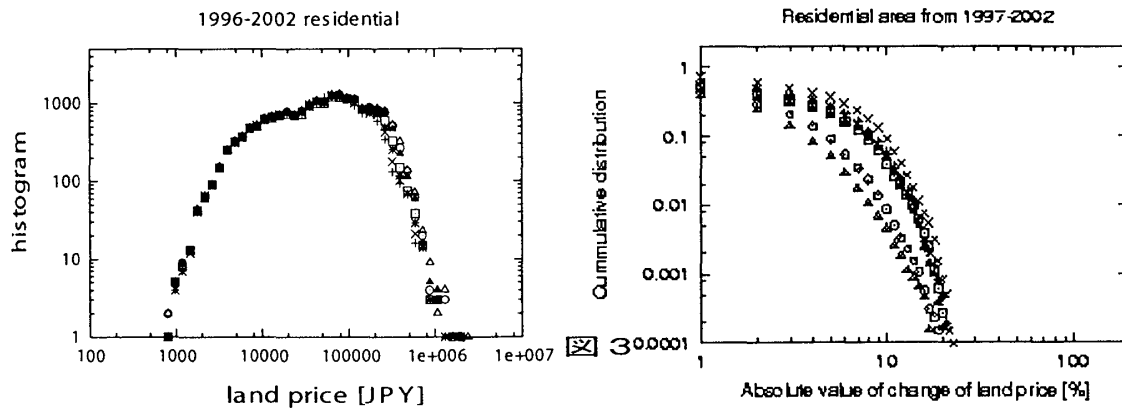 1996-2002 residential
histogram
1000
100
10
1
100
1000
10000
100000
1e+006
1e+007
land price [JPY]
図 3
Residential area from 1997-2002
Cummulative distribution
1
0.1
0.01
0.001
0.0001
1
10
100
Absolute value of change of land price [%]